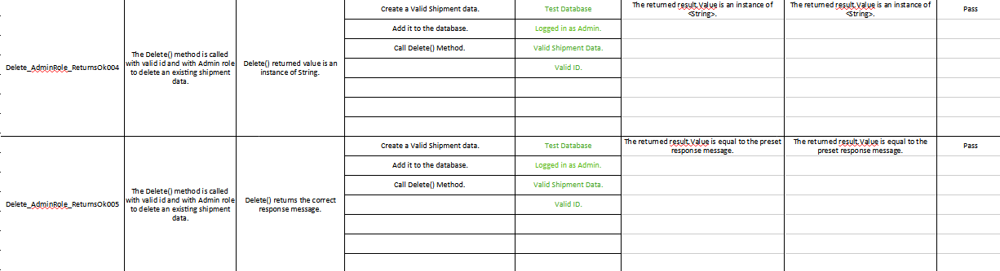 Create a Valid Shipment data.
Test Database
The returned result.Value is an instance of
<String>.
The returned result.Value is an instance of
<String>.
Pass
Add it to the database.
Logged in as Admin.
Call Delete() Method.
Valid Shipment Data.
Delete_AdminRole_ReturnsOk004
The Delete() method is called
with valid id and with Admin role
to delete an existing shipment
data.
Delete() returned value is an
instance of String.
Valid ID.
Create a Valid Shipment data.
Test Database
The returned result.Value is equal to the preset
response message.
The returned result.Value is equal to the
preset response message.
Pass
Add it to the database.
Logged in as Admin.
Call Delete() Method.
Valid Shipment Data.
Delete_AdminRole_ReturnsOk005
The Delete() method is called
with valid id and with Admin role
to delete an existing shipment
data.
Delete() returns the correct
response message.
Valid ID.